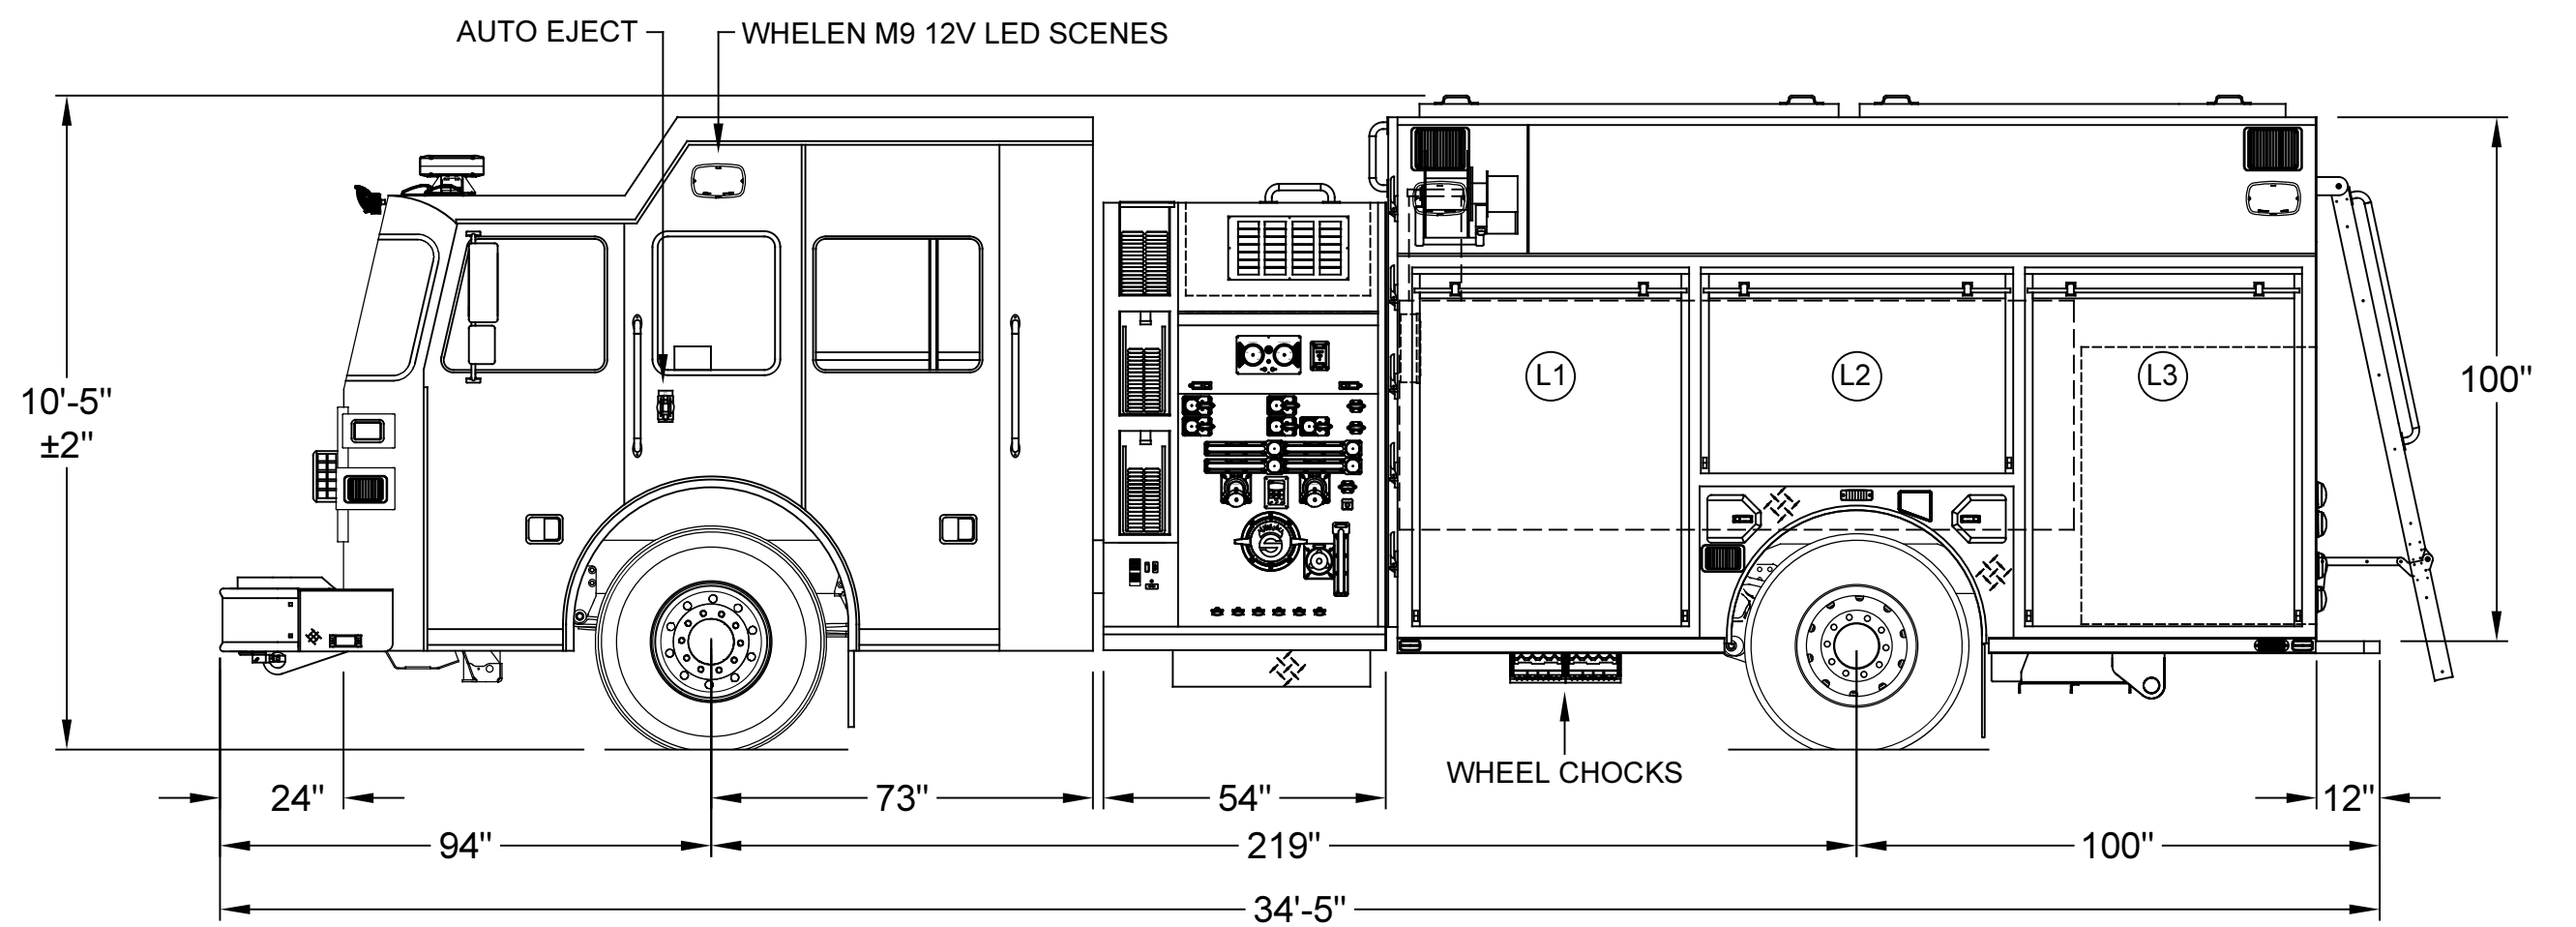 AUTO EJECT
WHELEN M9 12V LED SCENES
10'-5"
±2"
100"
L1
L2
L3
WHEEL CHOCKS
24"
73"
54"
12"
94"
219"
100"
34'-5"